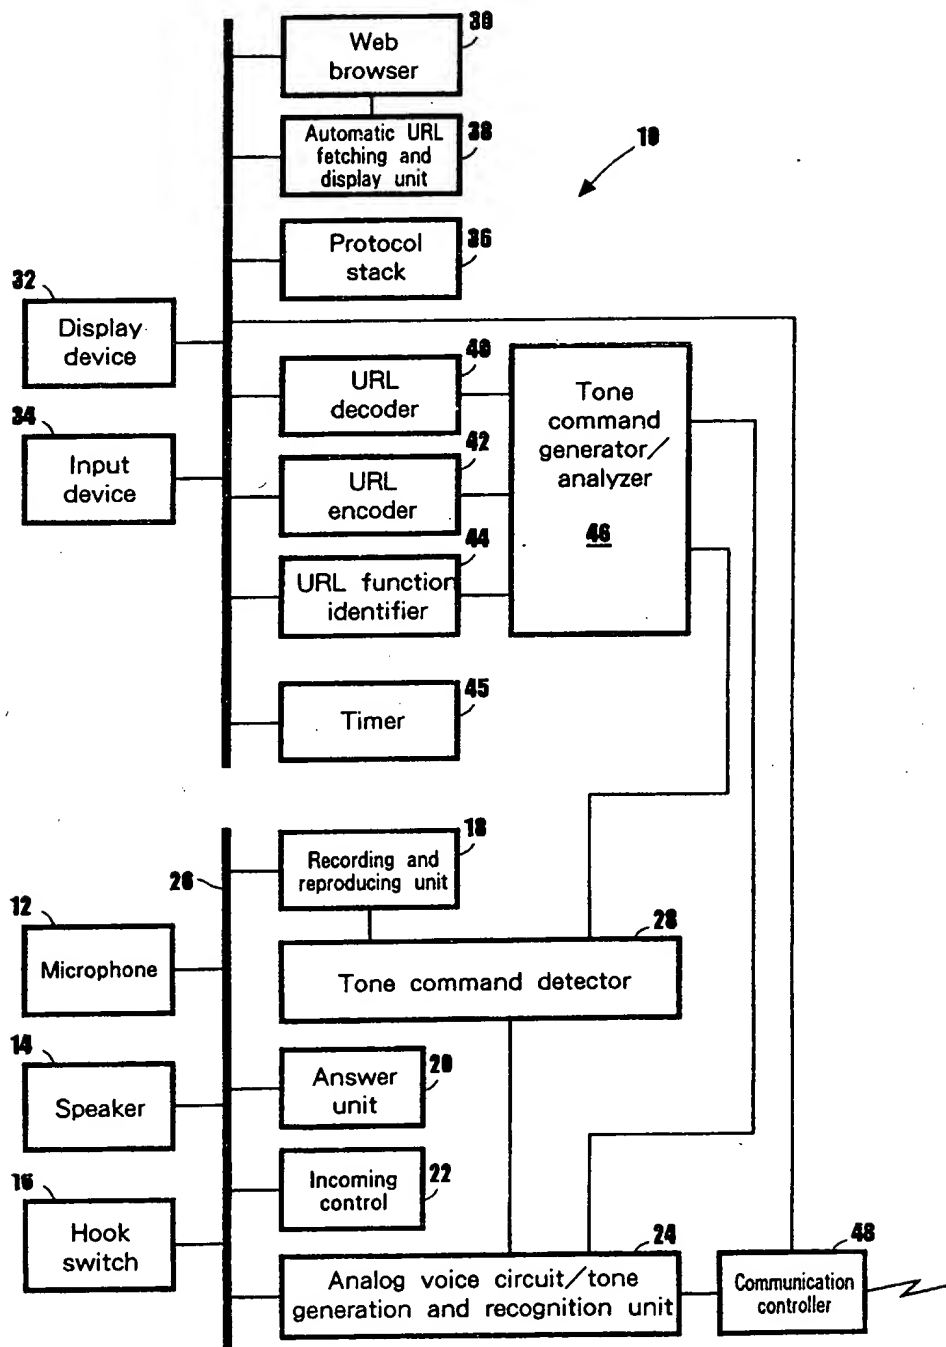 30
Web
browser
Automatic URL
fetching and
display unit
38
10
Protocol
stack
36
32
Display
device
URL
decoder
40
Tone
command
generator/
analyzer
46
34
Input
device
URL
encoder
42
URL function
identifier
44
Timer
45
26
Recording and
reproducing unit
18
12
Microphone
Tone command detector
28
14
Speaker
Answer
unit
20
16
Hook
switch
Incoming
control
22
Analog voice circuit/tone
generation and recognition unit
24
Communication
controller
48